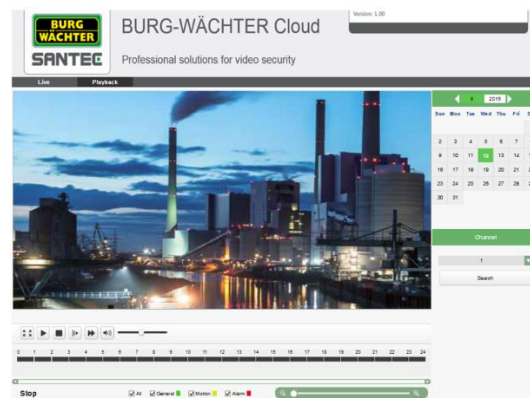 BURG
WÄCHTER
SANTEC
BURG-WÄCHTER Cloud
Professional solutions for video security
Version: 1.00
Live Playback
2015
Sun Mon Tue Wed Thu Fri
2 3 4 5 6 7
9 10 11 12 13 14
16 17 18 19 20 21
23 24 25 26 27 28
30 31
Channel
1
Search
0 1 2 3 4 5 6 7 8 9 10 11 12 13 14 15 16 17 18 19 20 21 22 23 24
Stop
All General Motion Alarm